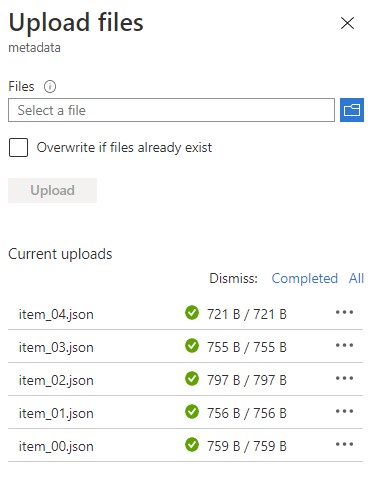 Upload files
metadata
Files
Select a file
Overwrite if files already exist
Upload
Current uploads
Dismiss: Completed All
item_04.json 721 B / 721 B
item_03.json 755 B / 755 B
item_02.json 797 B / 797 B
item_01.json 756 B / 756 B
item_00.json 759 B / 759 B